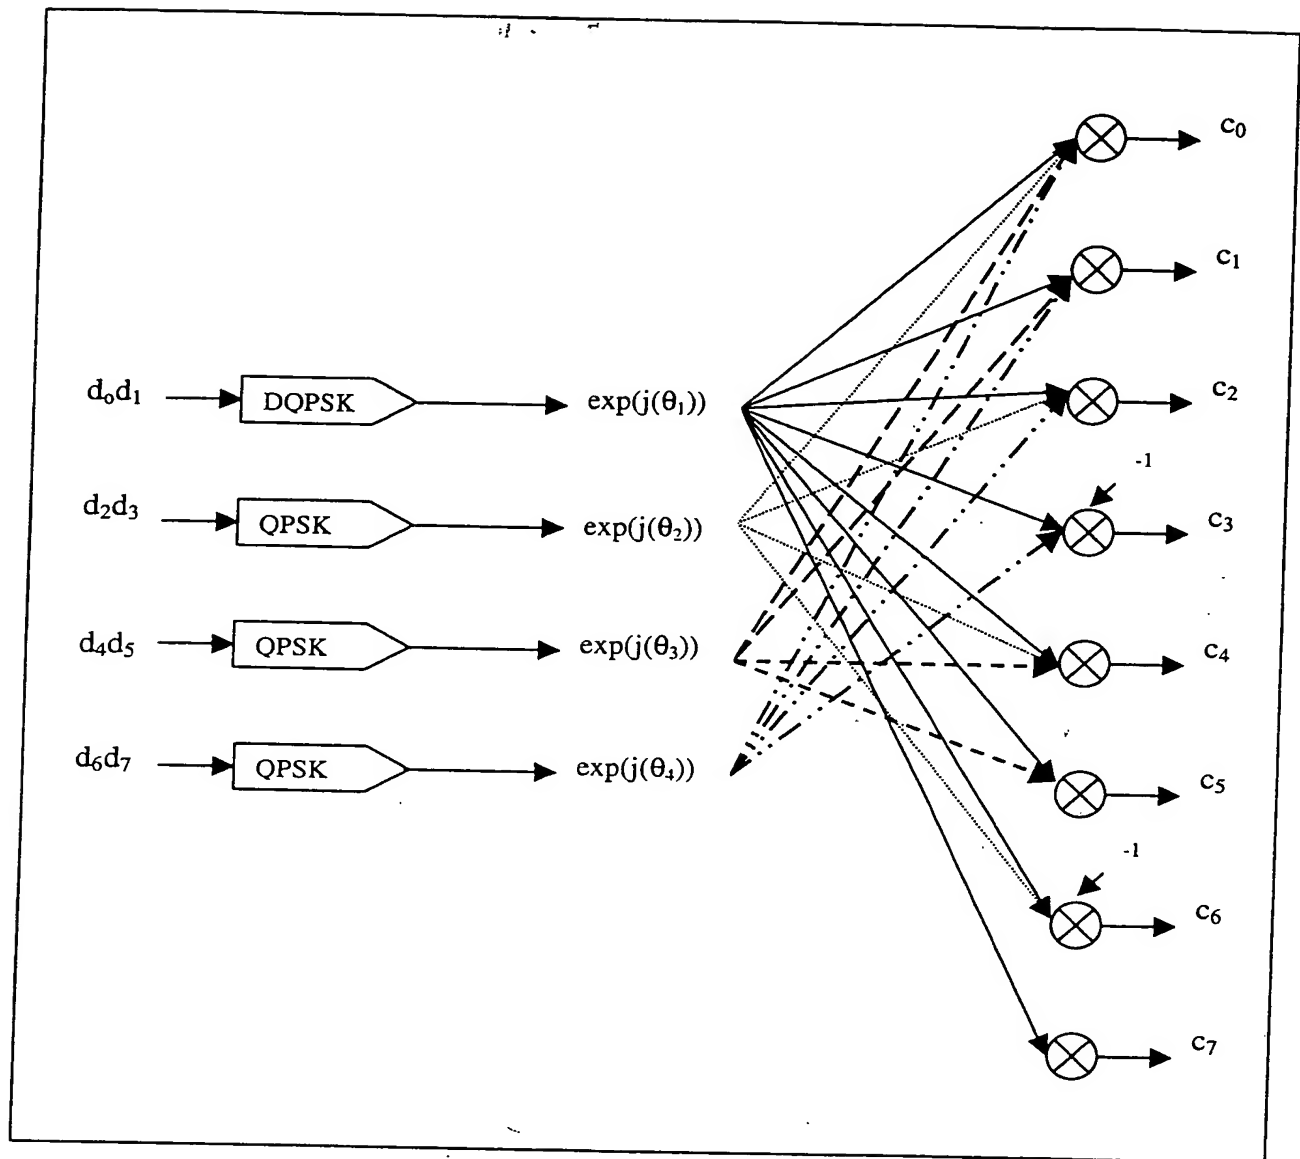 c₀
c₁
d₀d₁ DQPSK exp(j(θ₁)) c₂
-1
d₂d₃ QPSK exp(j(θ₂)) c₃
d₄d₅ QPSK exp(j(θ₃)) c₄
d₆d₇ QPSK exp(j(θ₄)) c₅
-1
c₆
c₇